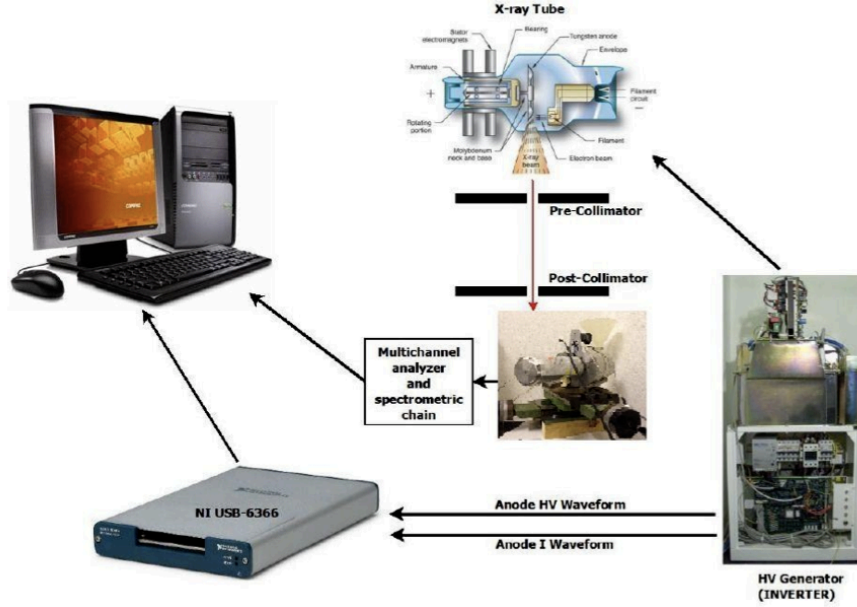 X-ray Tube
Stator
electromagnets
Bearing
Tungsten anode
Armature
Envelope
+
Filament
circuit
−
Rotating
portion
Molybdenum
neck and base
X-ray
beam
Electron beam
Filament
Pre-Collimator
Post-Collimator
Multichannel
analyzer
and
spectrometric
chain
NI USB-6366
Anode HV Waveform
Anode I Waveform
HV Generator
(INVERTER)